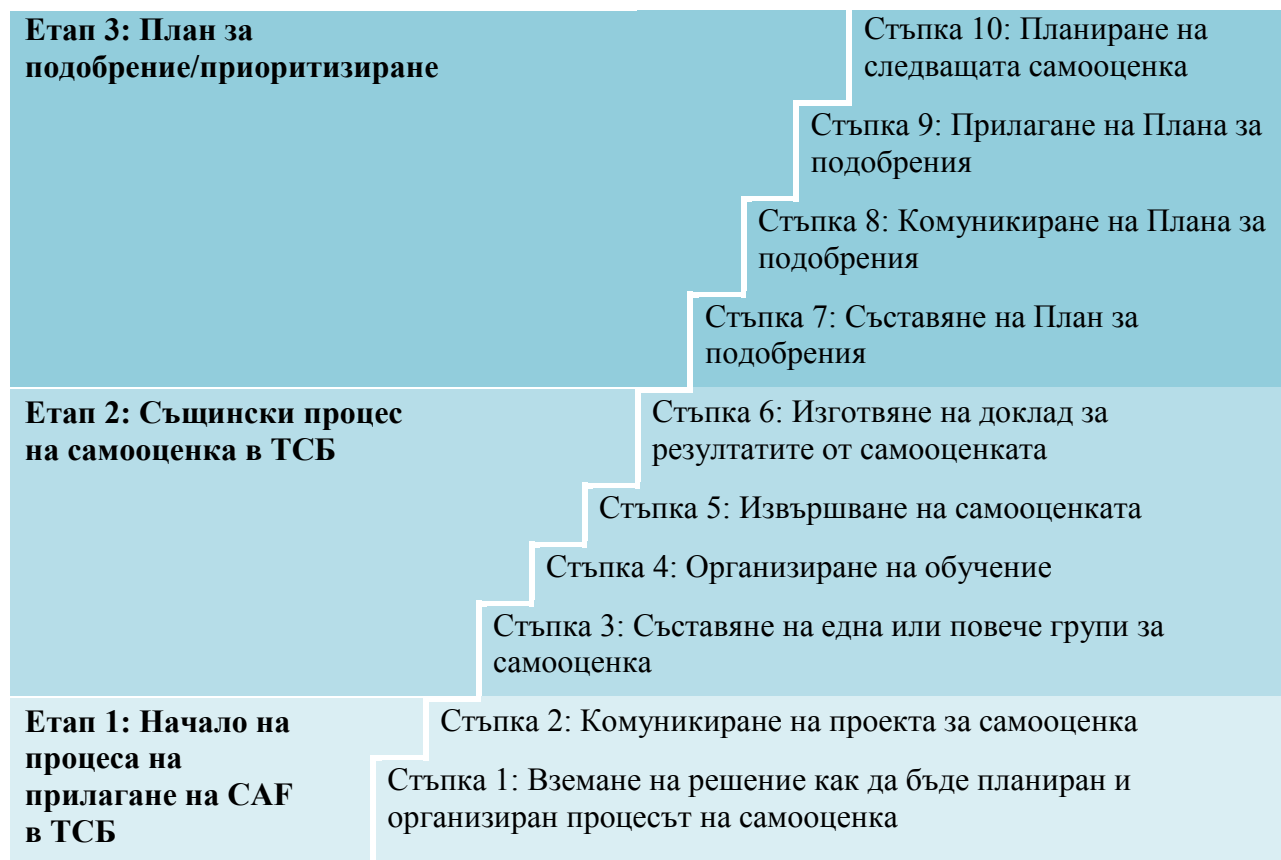 Етап 3: План за
подобрение/приоритизиране
Стъпка 10: Планиране на
следващата самооценка
Стъпка 9: Прилагане на Плана за
подобрения
Стъпка 8: Комуникиране на Плана за
подобрения
Стъпка 7: Съставяне на План за
подобрения
Етап 2: Същински процес
на самооценка в ТСБ
Стъпка 6: Изготвяне на доклад за
резултатите от самооценката
Стъпка 5: Извършване на самооценката
Стъпка 4: Организиране на обучение
Стъпка 3: Съставяне на една или повече групи за
самооценка
Етап 1: Начало на
процеса на
прилагане на CAF
в ТСБ
Стъпка 2: Комуникиране на проекта за самооценка
Стъпка 1: Вземане на решение как да бъде планиран и
организиран процесът на самооценка